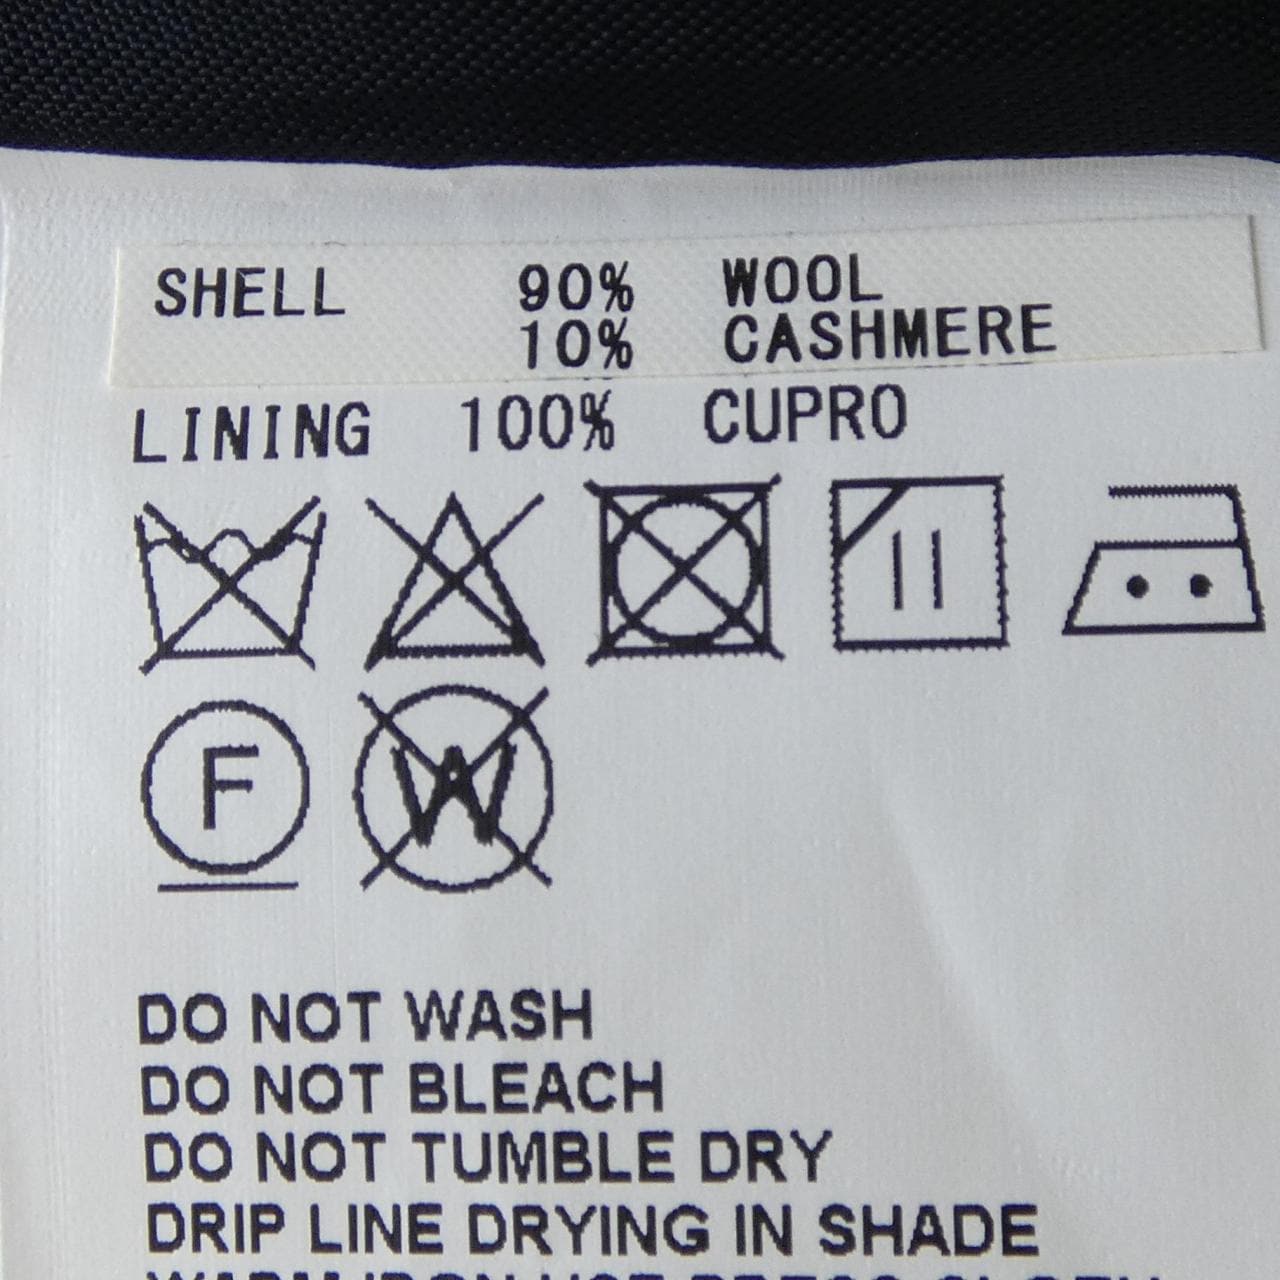 SHELL 90% WOOL
10% CASHMERE
LINING 100% CUPRO
F W
DO NOT WASH
DO NOT BLEACH
DO NOT TUMBLE DRY
DRIP LINE DRYING IN SHADE